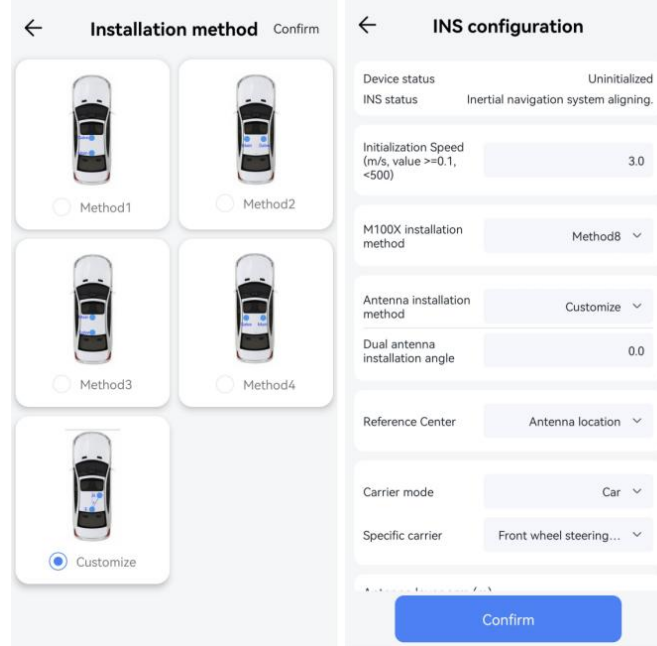 Installation method
Confirm
Method1
Method2
Method3
Method4
Customize
INS configuration
Device status
Uninitialized
INS status
Inertial navigation system aligning.
Initialization Speed
(m/s, value >=0.1,
<500)
3.0
M100X installation
method
Method8
Antenna installation
method
Customize
Dual antenna
installation angle
0.0
Reference Center
Antenna location
Carrier mode
Car
Specific carrier
Front wheel steering...
Confirm